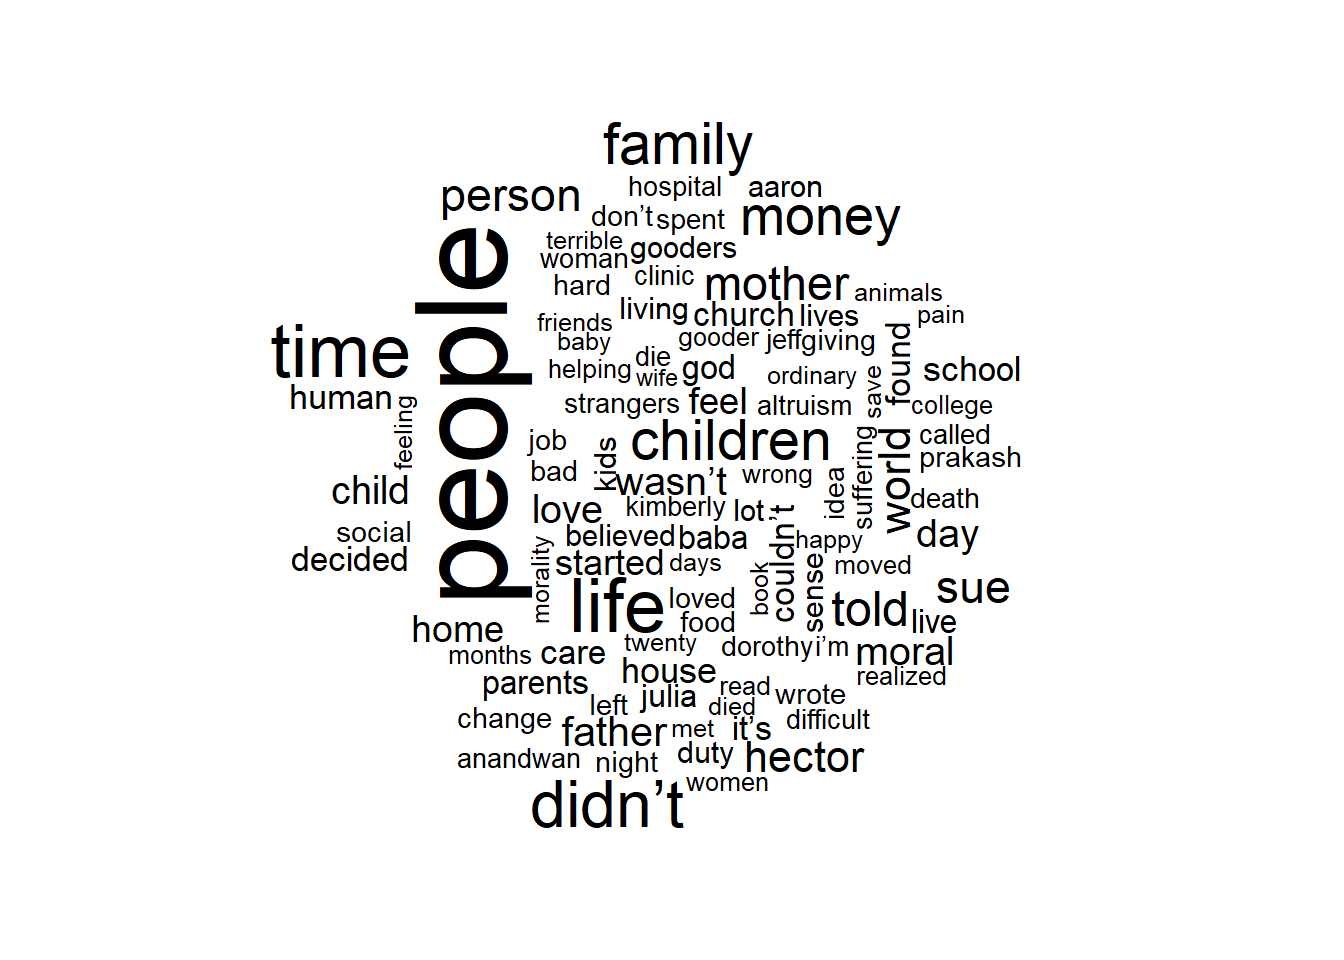 family
hospital aaron
person
don’t spent money
people
terrible gooders
woman
hard clinic mother animals
living church lives pain
time friends gooder jeff giving found
baby die
helping wife god ordinary school
human strangers feel altruism save college
feeling
job children called
bad kids wasn’t wrong world prakash
child love kimberly lot idea suffering death
social believed baba couldn’t happy day
decided morality started days book sense moved
life loved told sue
food live
home twenty dorothy i’m moral
months care house realized
parents julia read wrote
left died
change father met it’s difficult
anandwan night duty hector
didn’t women